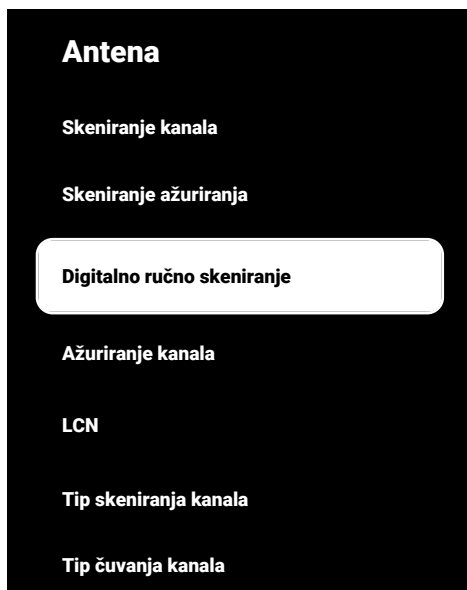 Antena
Skeniranje kanala
Skeniranje ažuriranja
Digitalno ručno skeniranje
Ažuriranje kanala
LCN
Tip skeniranja kanala
Tip čuvanja kanala